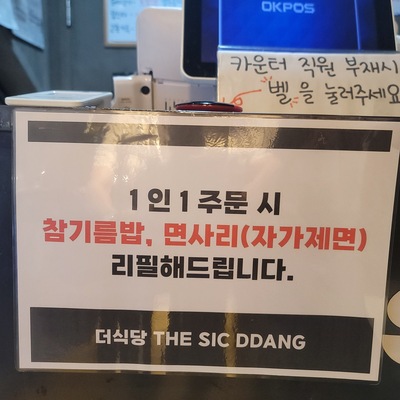 OKPOS
카운터 직원 부재시
벨을 눌러주세요
1인 1주문 시
참기름밥, 면사리(자가제면)
리필해드립니다.
더식당 THE SIC DDANG